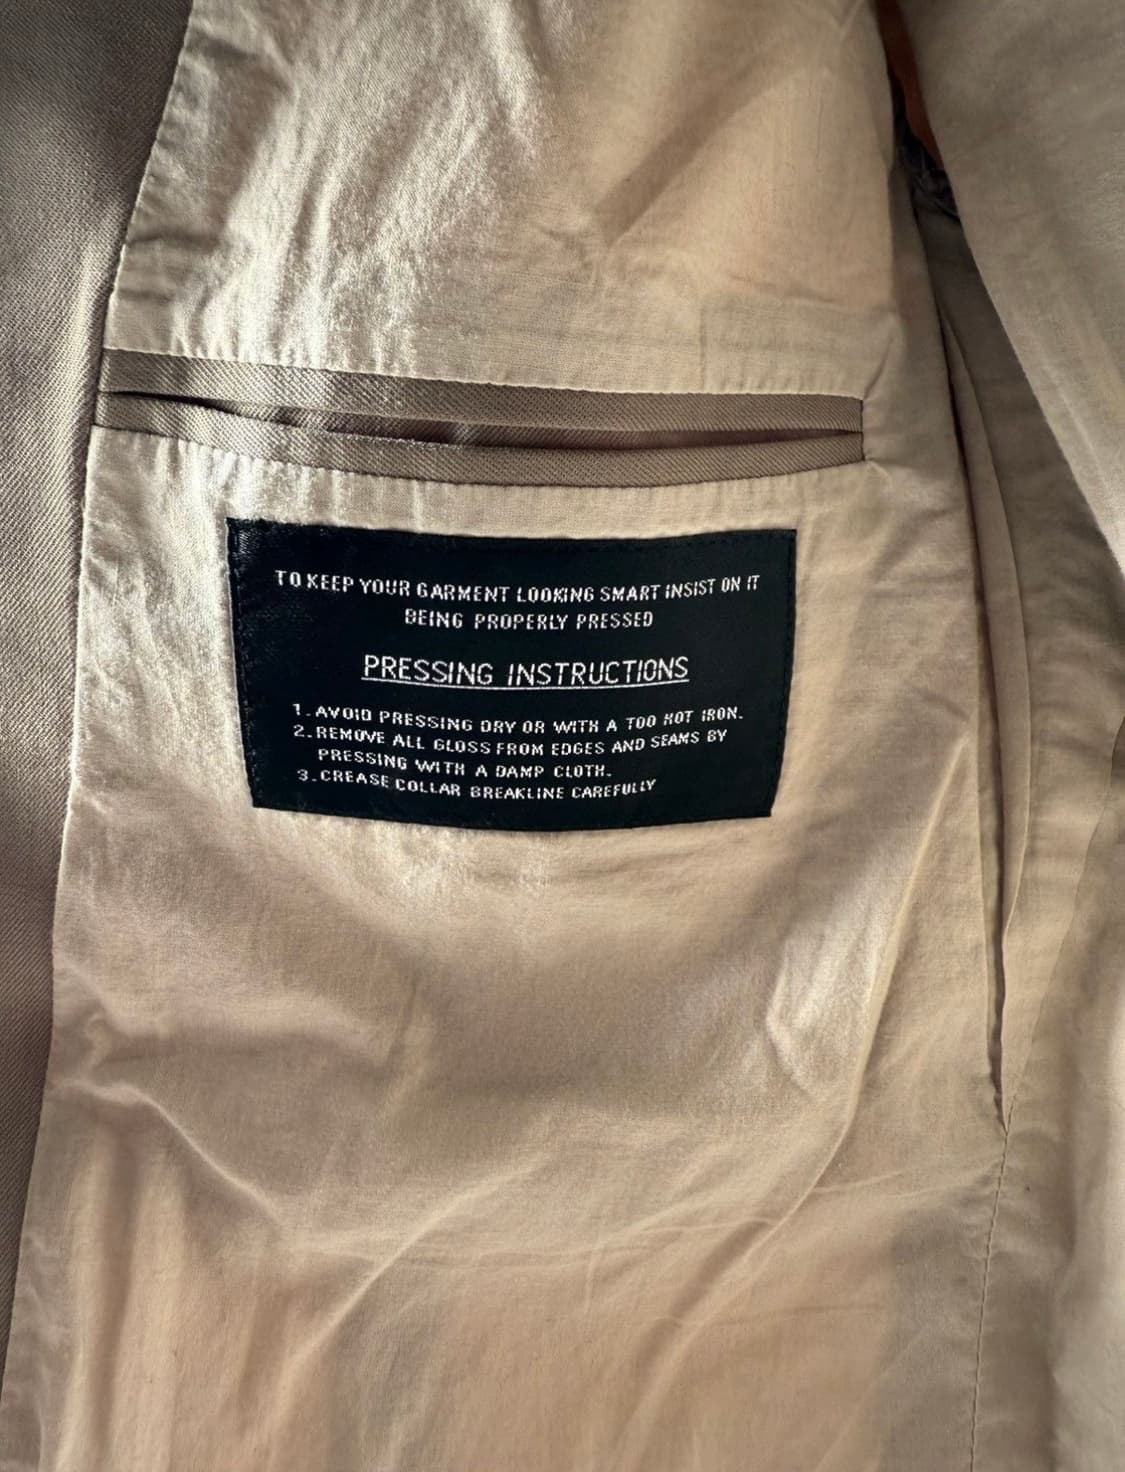 TO KEEP YOUR GARMENT LOOKING SMART INSIST ON IT
BEING PROPERLY PRESSED
PRESSING INSTRUCTIONS
1. AVOID PRESSING DRY OR WITH A TOO HOT IRON.
2. REMOVE ALL GLOSS FROM EDGES AND SEAMS BY
PRESSING WITH A DAMP CLOTH.
3. CREASE COLLAR BREAKLINE CAREFULLY